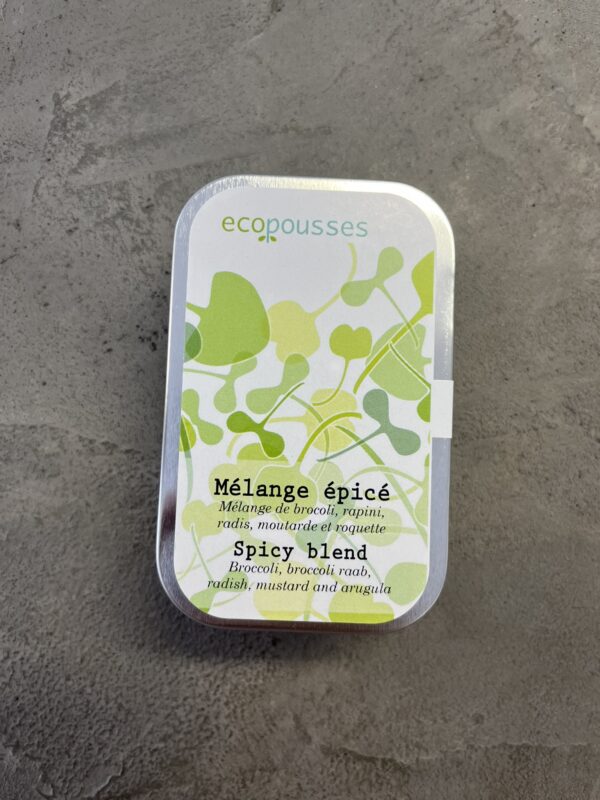 ecopousses
Mélange épicé
Mélange de brocoli, rapini,
radis, moutarde et roquette
Spicy blend
Broccoli, broccoli raab,
radish, mustard and arugula